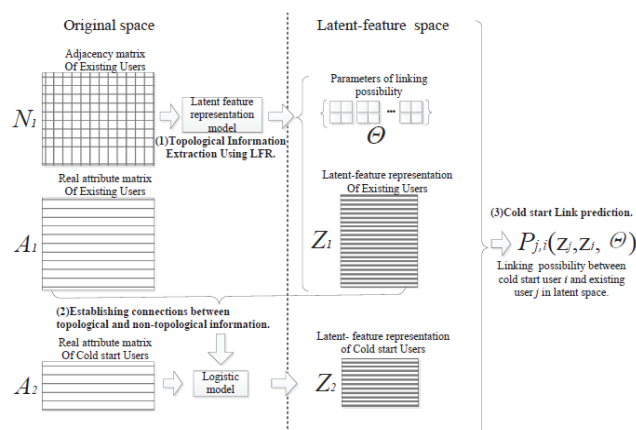 Original space
Latent-feature space
Adjacency matrix
Of Existing Users
N1
Latent feature
representation
model
(1)Topological Information
Extraction Using LFR.
Parameters of linking
possibility
{ ... }
Θ
Real attribute matrix
Of Existing Users
A1
Latent-feature representation
Of Existing Users
Z1
(2)Establishing connections between
topological and non-topological information.
Real attribute matrix
Of Cold start Users
A2
Logistic
model
Latent- feature representation
of Cold start Users
Z2
(3)Cold start Link prediction.
Pj,i(Zj,Zi, Θ)
Linking possibility between
cold start user i and existing
user j in latent space.